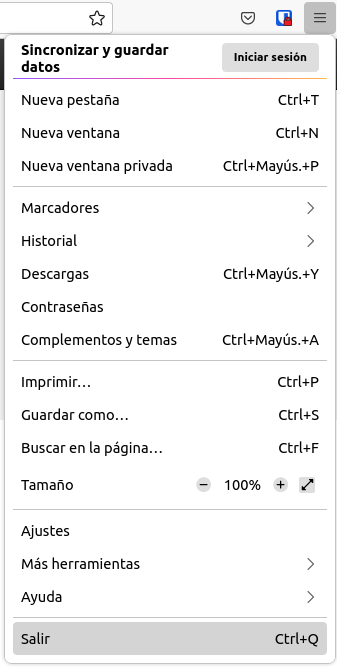 Sincronizar y guardar
datos
Iniciar sesión
Nueva pestaña Ctrl+T
Nueva ventana Ctrl+N
Nueva ventana privada Ctrl+Mayús.+P
Marcadores
Historial
Descargas Ctrl+Mayús.+Y
Contraseñas
Complementos y temas Ctrl+Mayús.+A
Imprimir... Ctrl+P
Guardar como... Ctrl+S
Buscar en la página... Ctrl+F
Tamaño − 100% +
Ajustes
Más herramientas
Ayuda
Salir Ctrl+Q